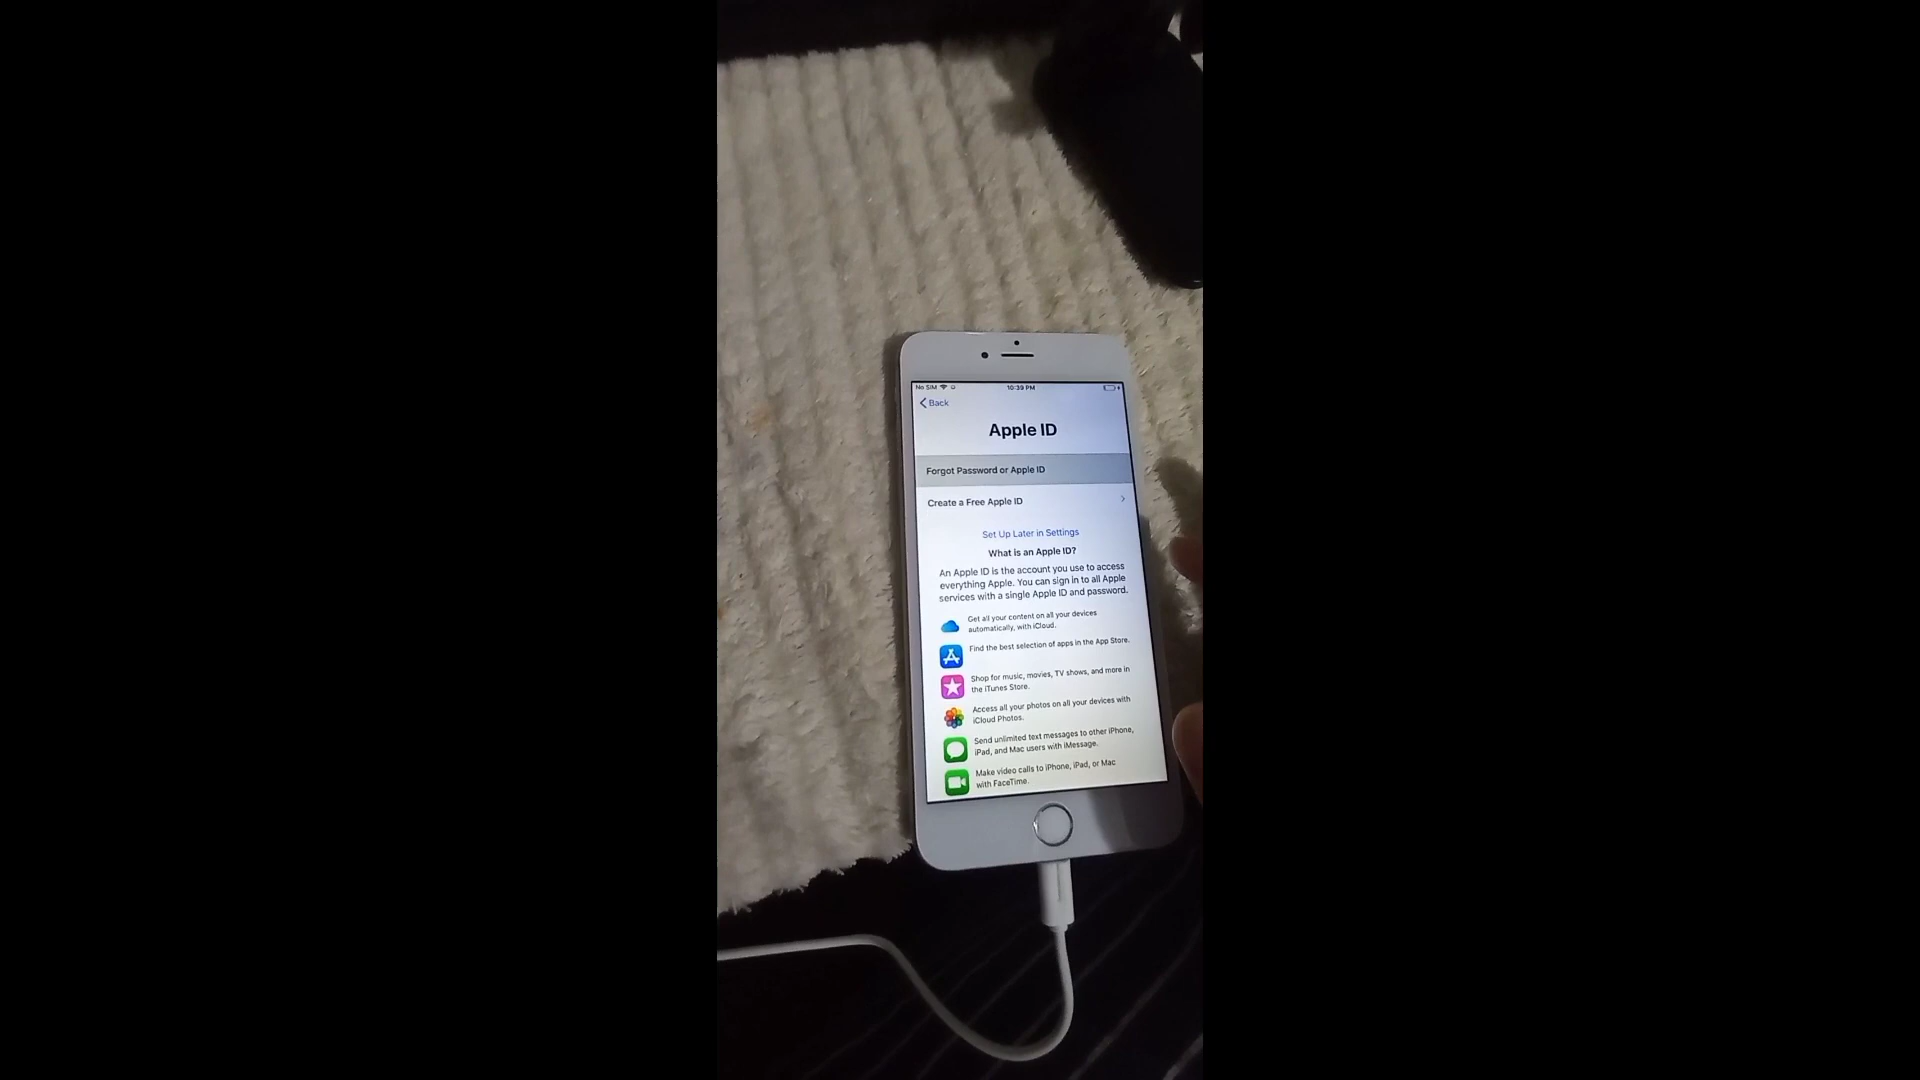 No SIM
10:39 PM
Back
Apple ID
Forgot Password or Apple ID
Create a Free Apple ID
Set Up Later in Settings
What is an Apple ID?
An Apple ID is the account you use to access
everything Apple. You can sign in to all Apple
services with a single Apple ID and password.
Get all your content on all your devices
automatically, with iCloud.
Find the best selection of apps in the App Store.
Shop for music, movies, TV shows, and more in
the iTunes Store.
Access all your photos on all your devices with
iCloud Photos.
Send unlimited text messages to other iPhone,
iPad, and Mac users with iMessage.
Make video calls to iPhone, iPad, or Mac
with FaceTime.